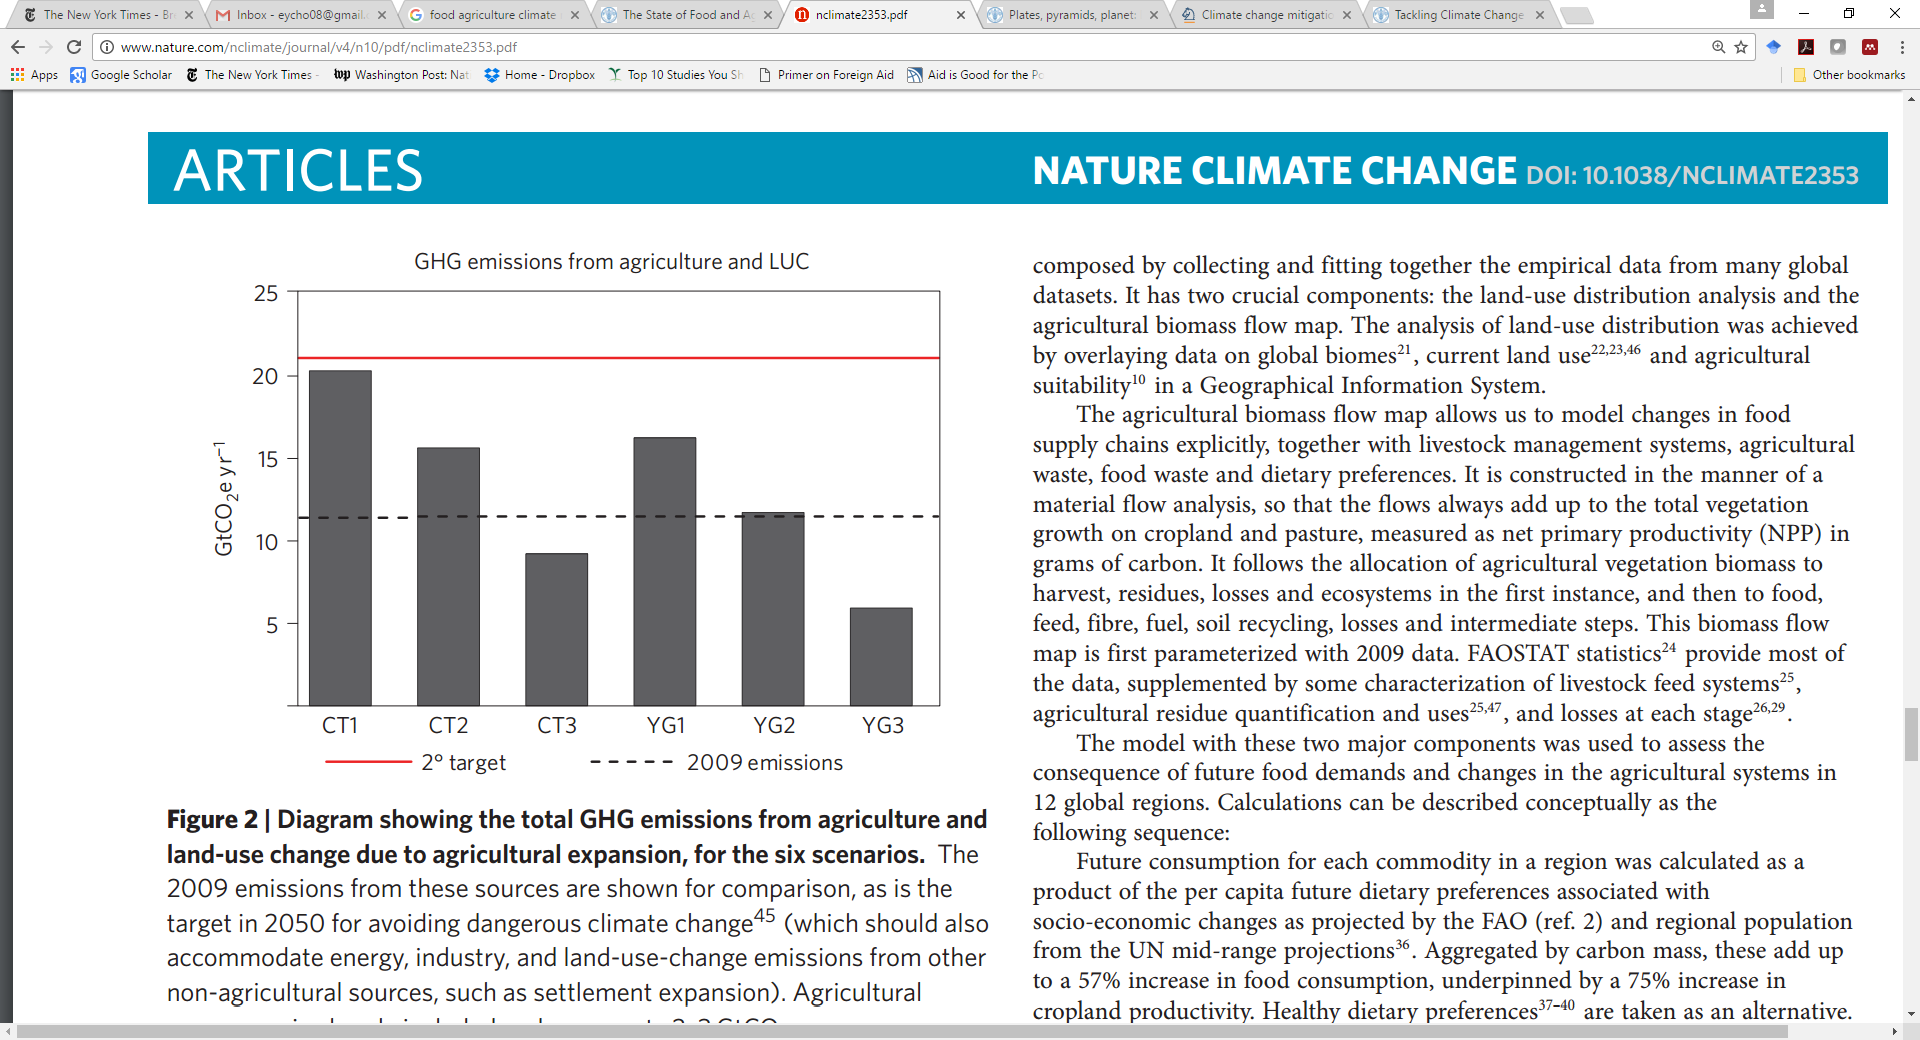 The New York Times - Br
Inbox - eycho08@gmail.
food agriculture climate
The State of Food and Ag
nclimate2353.pdf
Plates, pyramids, planet:
Climate change mitigatio
Tackling Climate Change
www.nature.com/nclimate/journal/v4/n10/pdf/nclimate2353.pdf
Apps
Google Scholar
The New York Times -
Washington Post: Nat
Home - Dropbox
Top 10 Studies You Sh
Primer on Foreign Aid
Aid is Good for the Po
Other bookmarks
ARTICLES
NATURE CLIMATE CHANGE DOI: 10.1038/NCLIMATE2353
GHG emissions from agriculture and LUC
25
20
15
10
5
GtCO₂e yr⁻¹
CT1 CT2 CT3 YG1 YG2 YG3
2° target 2009 emissions
Figure 2 | Diagram showing the total GHG emissions from agriculture and
land-use change due to agricultural expansion, for the six scenarios. The
2009 emissions from these sources are shown for comparison, as is the
target in 2050 for avoiding dangerous climate change⁴⁵ (which should also
accommodate energy, industry, and land-use-change emissions from other
non-agricultural sources, such as settlement expansion). Agricultural
composed by collecting and fitting together the empirical data from many global
datasets. It has two crucial components: the land-use distribution analysis and the
agricultural biomass flow map. The analysis of land-use distribution was achieved
by overlaying data on global biomes²¹, current land use²²,²³,⁴⁶ and agricultural
suitability¹⁰ in a Geographical Information System.
The agricultural biomass flow map allows us to model changes in food
supply chains explicitly, together with livestock management systems, agricultural
waste, food waste and dietary preferences. It is constructed in the manner of a
material flow analysis, so that the flows always add up to the total vegetation
growth on cropland and pasture, measured as net primary productivity (NPP) in
grams of carbon. It follows the allocation of agricultural vegetation biomass to
harvest, residues, losses and ecosystems in the first instance, and then to food,
feed, fibre, fuel, soil recycling, losses and intermediate steps. This biomass flow
map is first parameterized with 2009 data. FAOSTAT statistics²⁴ provide most of
the data, supplemented by some characterization of livestock feed systems²⁵,
agricultural residue quantification and uses²⁵,⁴⁷, and losses at each stage²⁶,²⁹.
The model with these two major components was used to assess the
consequence of future food demands and changes in the agricultural systems in
12 global regions. Calculations can be described conceptually as the
following sequence:
Future consumption for each commodity in a region was calculated as a
product of the per capita future dietary preferences associated with
socio-economic changes as projected by the FAO (ref. 2) and regional population
from the UN mid-range projections³⁶. Aggregated by carbon mass, these add up
to a 57% increase in food consumption, underpinned by a 75% increase in
cropland productivity. Healthy dietary preferences³⁷⁻⁴⁰ are taken as an alternative.